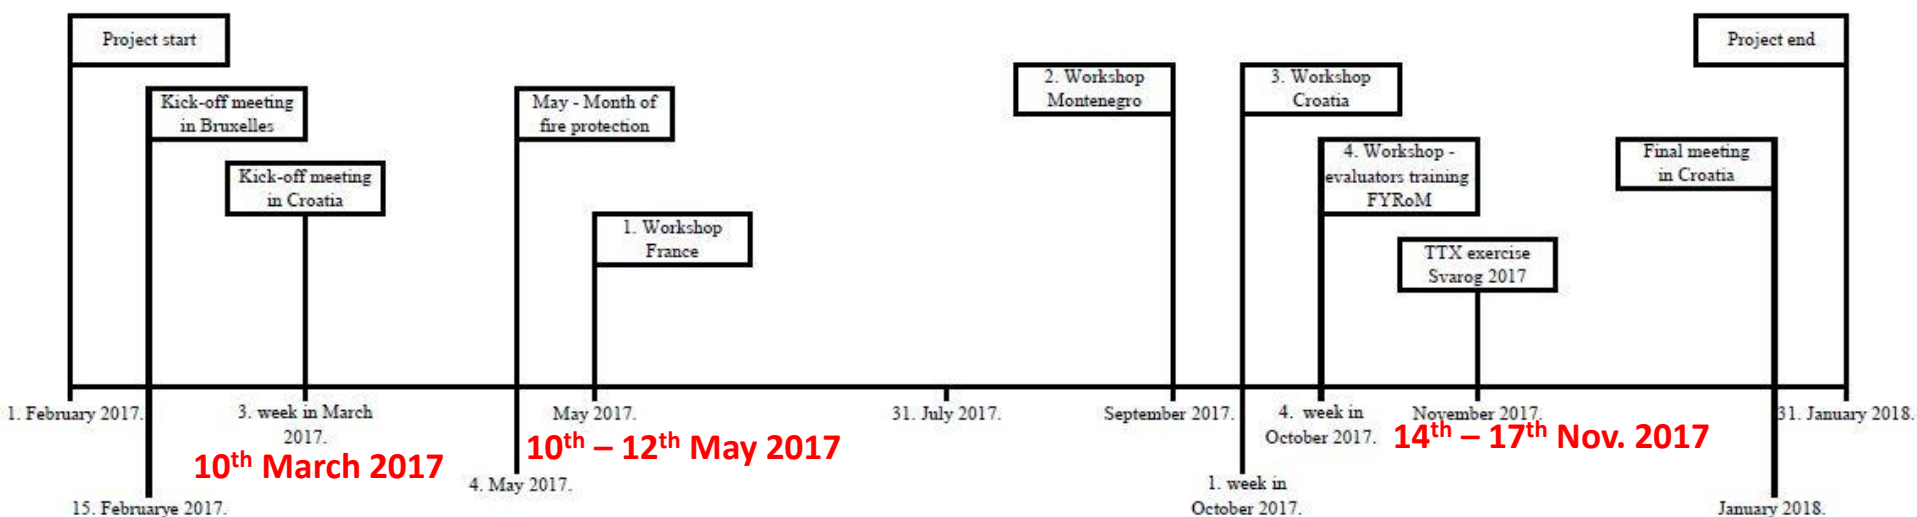 Project start
Project end
Kick-off meeting
in Bruxelles
May - Month of
fire protection
2. Workshop
Montenegro
3. Workshop
Croatia
Kick-off meeting
in Croatia
4. Workshop -
evaluators training
FYRoM
Final meeting
in Croatia
1. Workshop
France
TTX exercise
Svarog 2017
1. February 2017.
3. week in March
2017.
May 2017.
31. July 2017.
September 2017.
4. week in
October 2017.
November 2017.
31. January 2018.
10th March 2017
10th – 12th May 2017
14th – 17th Nov. 2017
15. Februarye 2017.
4. May 2017.
1. week in
October 2017.
January 2018.